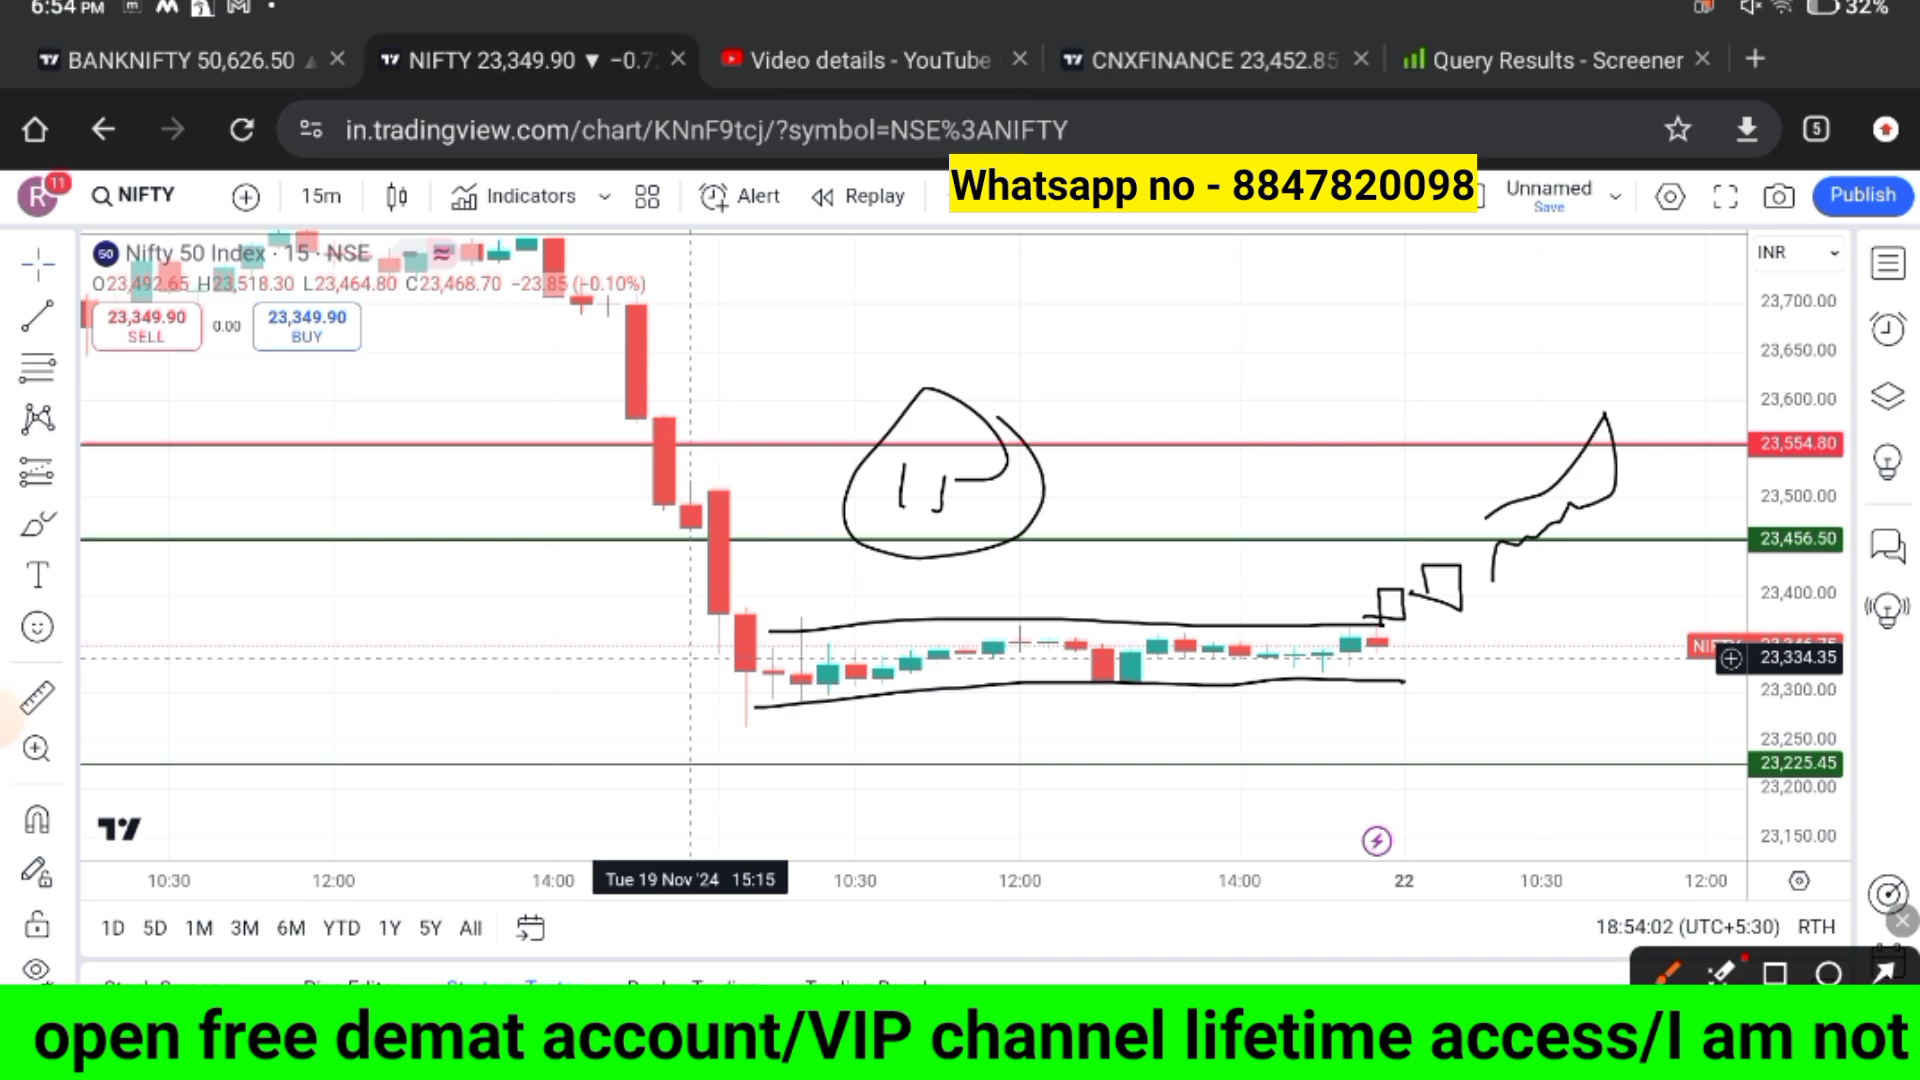 6:54 PM
32%
BANKNIFTY 50,626.50
NIFTY 23,349.90 ▼ −0.7
Video details - YouTube
CNXFINANCE 23,452.85
Query Results - Screener
in.tradingview.com/chart/KNnF9tcj/?symbol=NSE%3ANIFTY
5
Whatsapp no - 8847820098
R
11
NIFTY
15m
Indicators
Alert
Replay
Unnamed
Save
Publish
50 Nifty 50 Index · 15 · NSE
INR
O23,492.65 H23,518.30 L23,464.80 C23,468.70 −23.85 (−0.10%)
23,349.90
SELL
0.00
23,349.90
BUY
23,700.00
23,650.00
23,600.00
23,554.80
23,500.00
23,456.50
23,400.00
23,334.35
23,300.00
23,250.00
23,225.45
23,200.00
23,150.00
10:30
12:00
14:00
Tue 19 Nov '24 15:15
10:30
12:00
14:00
22
10:30
12:00
1D 5D 1M 3M 6M YTD 1Y 5Y All
18:54:02 (UTC+5:30) RTH
open free demat account/VIP channel lifetime access/I am not